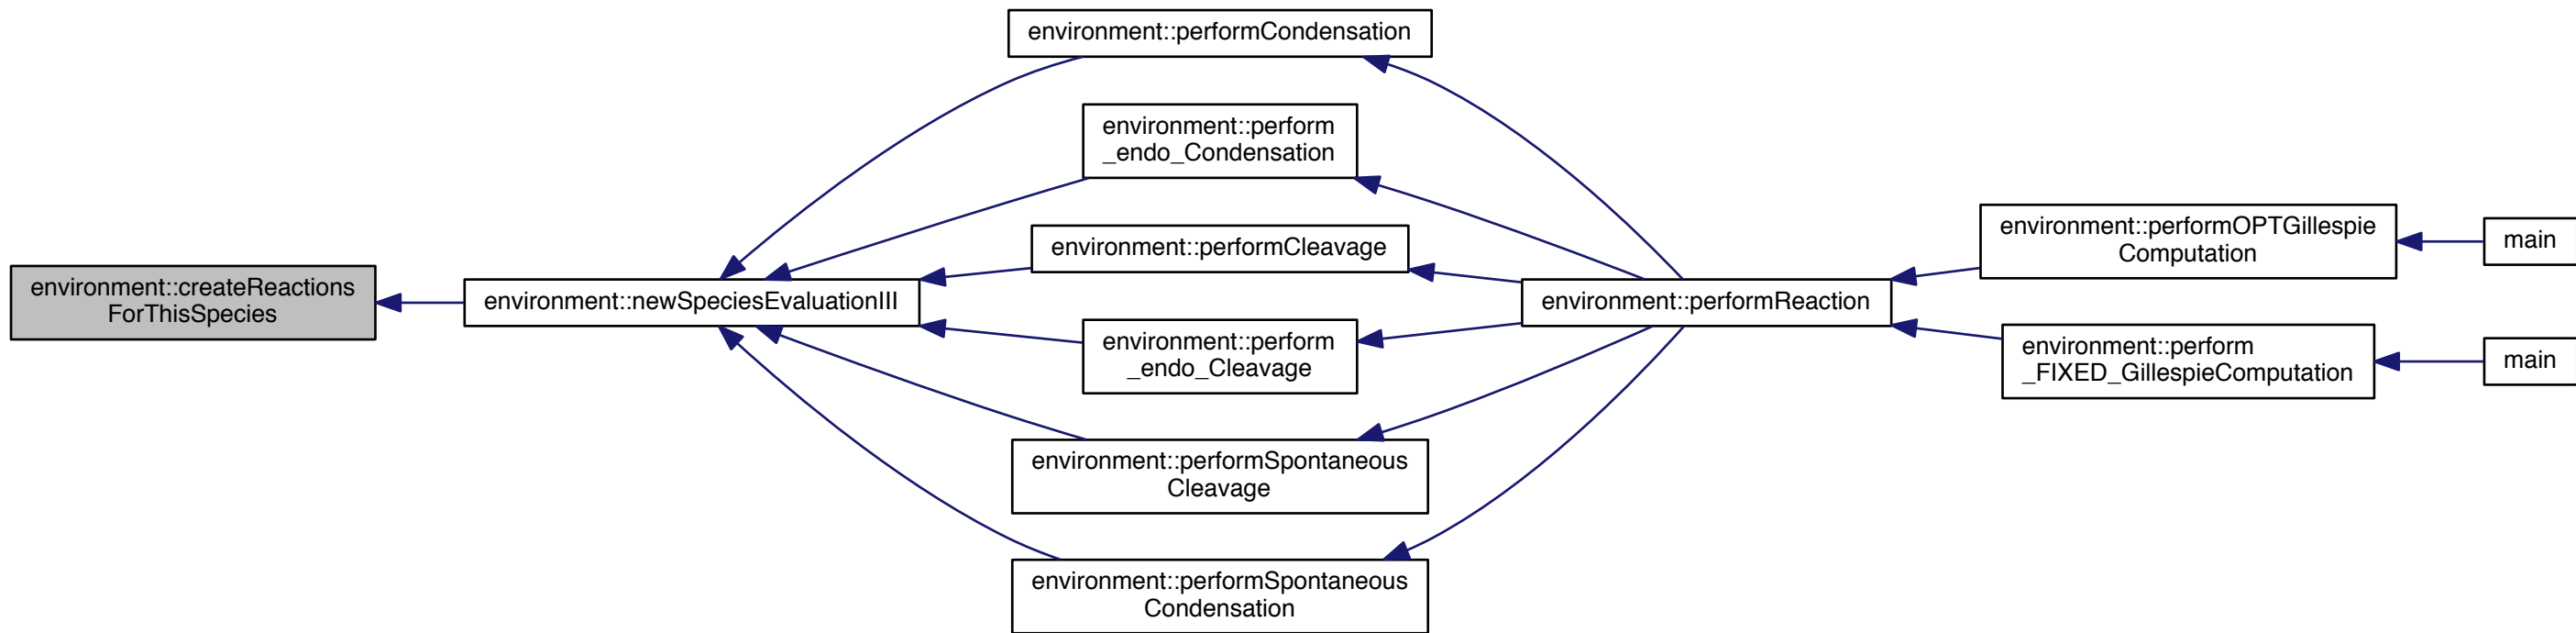 environment::createReactions
ForThisSpecies
environment::newSpeciesEvaluationIII
environment::performCondensation
environment::perform
_endo_Condensation
environment::performCleavage
environment::perform
_endo_Cleavage
environment::performSpontaneous
Cleavage
environment::performSpontaneous
Condensation
environment::performReaction
environment::performOPTGillespie
Computation
environment::perform
_FIXED_GillespieComputation
main
main